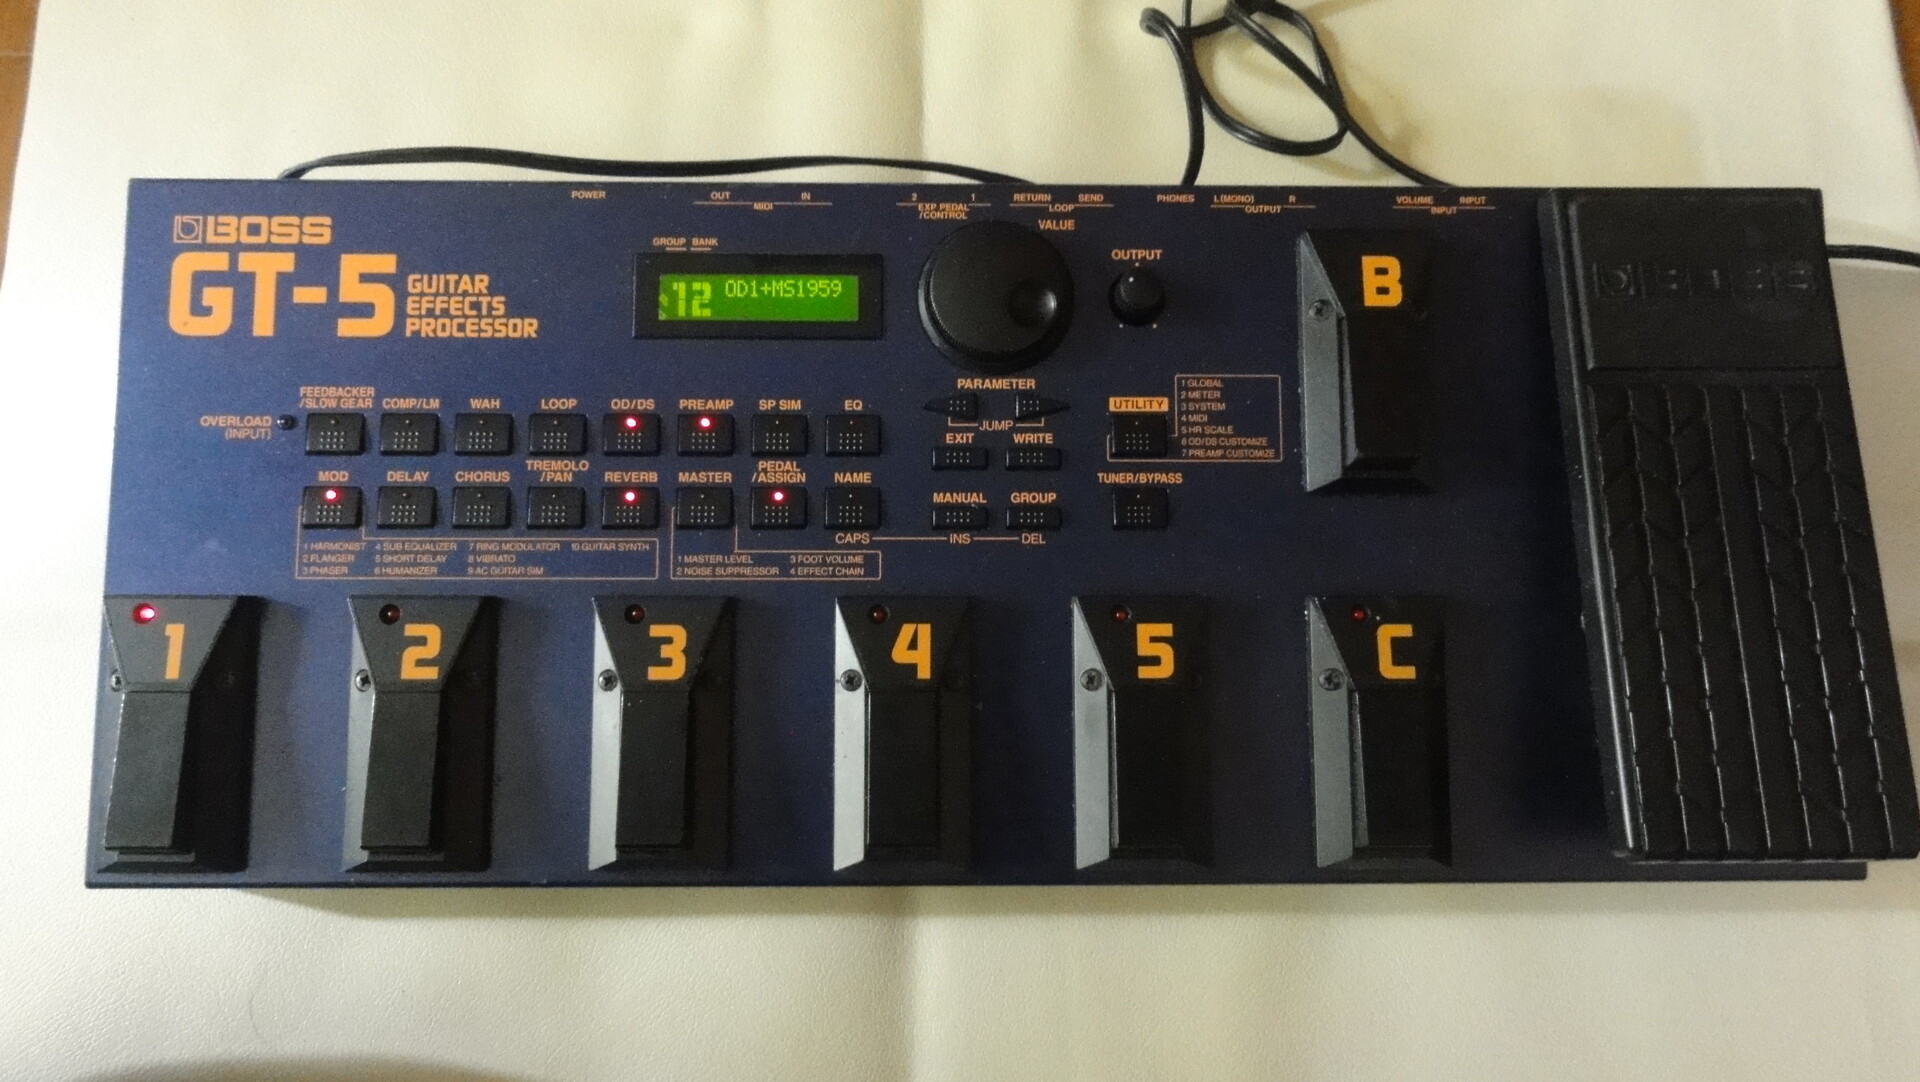 POWER
OUT IN
MIDI
2 1
EXP PEDAL
/CONTROL
RETURN SEND
LOOP
PHONES
L(MONO) R
OUTPUT
VOLUME INPUT
INPUT
BOSS
GT-5 GUITAR
EFFECTS
PROCESSOR
GROUP BANK
12 OD1+MS1959
VALUE
OUTPUT
B
BOSS
OVERLOAD
(INPUT)
FEEDBACKER
/SLOW GEAR
COMP/LM
WAH
LOOP
OD/DS
PREAMP
SP SIM
EQ
PARAMETER
JUMP
EXIT WRITE
UTILITY
1 GLOBAL
2 METER
3 SYSTEM
4 MIDI
5 HR SCALE
6 OD/DS CUSTOMIZE
7 PREAMP CUSTOMIZE
MOD
DELAY
CHORUS
TREMOLO
/PAN
REVERB
MASTER
PEDAL
/ASSIGN
NAME
MANUAL GROUP
TUNER/BYPASS
CAPS INS DEL
1 HARMONIST 4 SUB EQUALIZER 7 RING MODULATOR 10 GUITAR SYNTH
2 FLANGER 5 SHORT DELAY 8 VIBRATO
3 PHASER 6 HUMANIZER 9 AC GUITAR SIM
1 MASTER LEVEL 3 FOOT VOLUME
2 NOISE SUPPRESSOR 4 EFFECT CHAIN
1 2 3 4 5 C